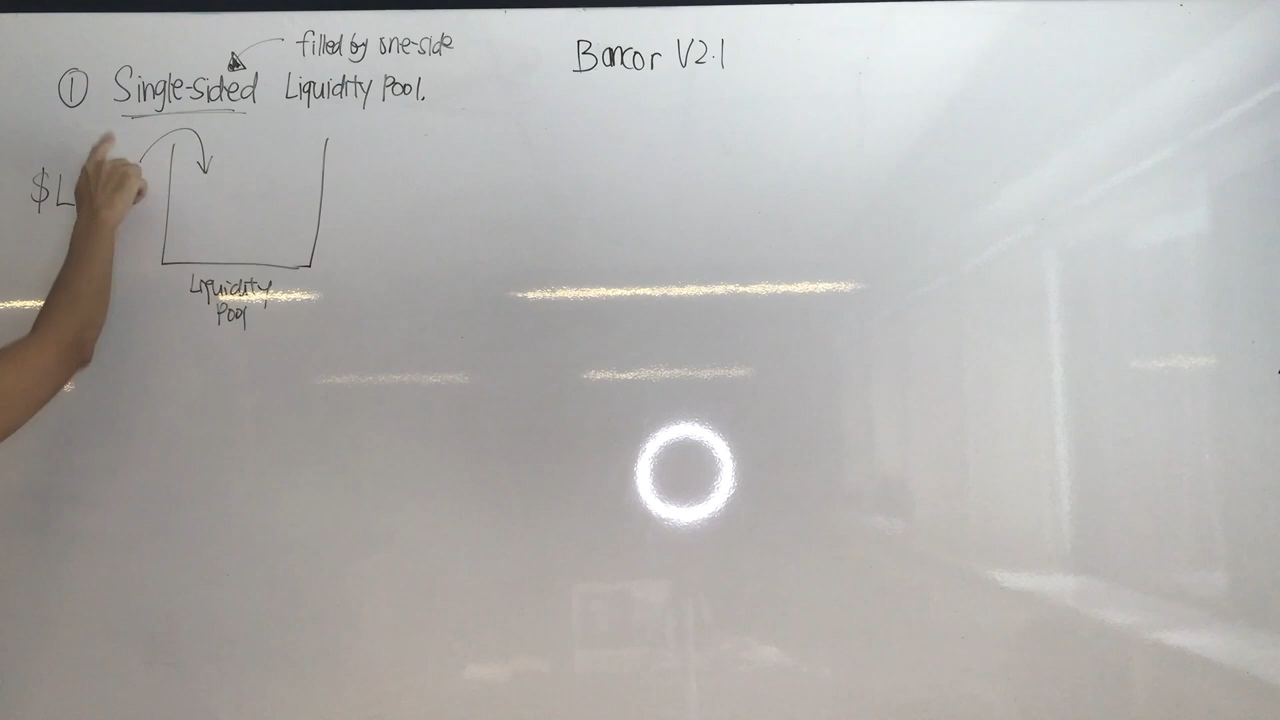 filled by one-side
Bancor V2.1
① Single-sided Liquidity Pool.
$L
Liquidity
Pool